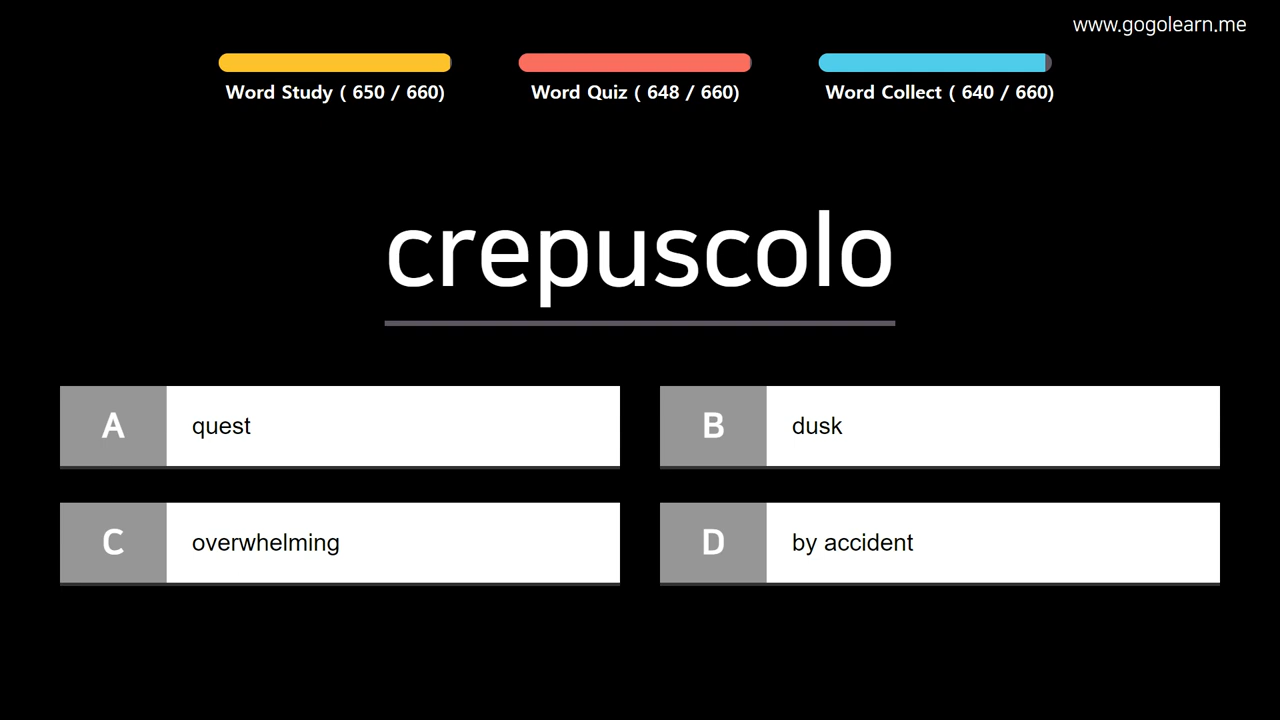 www.gogolearn.me
Word Study ( 650 / 660)
Word Quiz ( 648 / 660)
Word Collect ( 640 / 660)
crepuscolo
A quest
B dusk
C overwhelming
D by accident